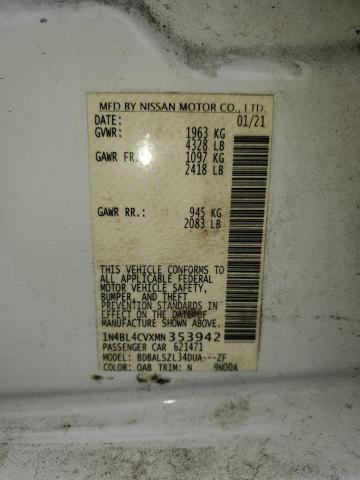 MFD BY NISSAN MOTOR CO., LTD.
DATE: 01/21
GVWR: 1963 KG
4328 LB
GAWR FR.: 1097 KG
2418 LB
GAWR RR.: 945 KG
2083 LB
THIS VEHICLE CONFORMS TO
ALL APPLICABLE FEDERAL
MOTOR VEHICLE SAFETY,
BUMPER, AND THEFT
PREVENTION STANDARDS IN
EFFECT ON THE DATE OF
MANUFACTURE SHOWN ABOVE.
1N4BL4CVXMN353942
PASSENGER CAR 621471
MODEL: BDBALSZL34DUA---ZF
COLOR: QAB TRIM: N 9N00A